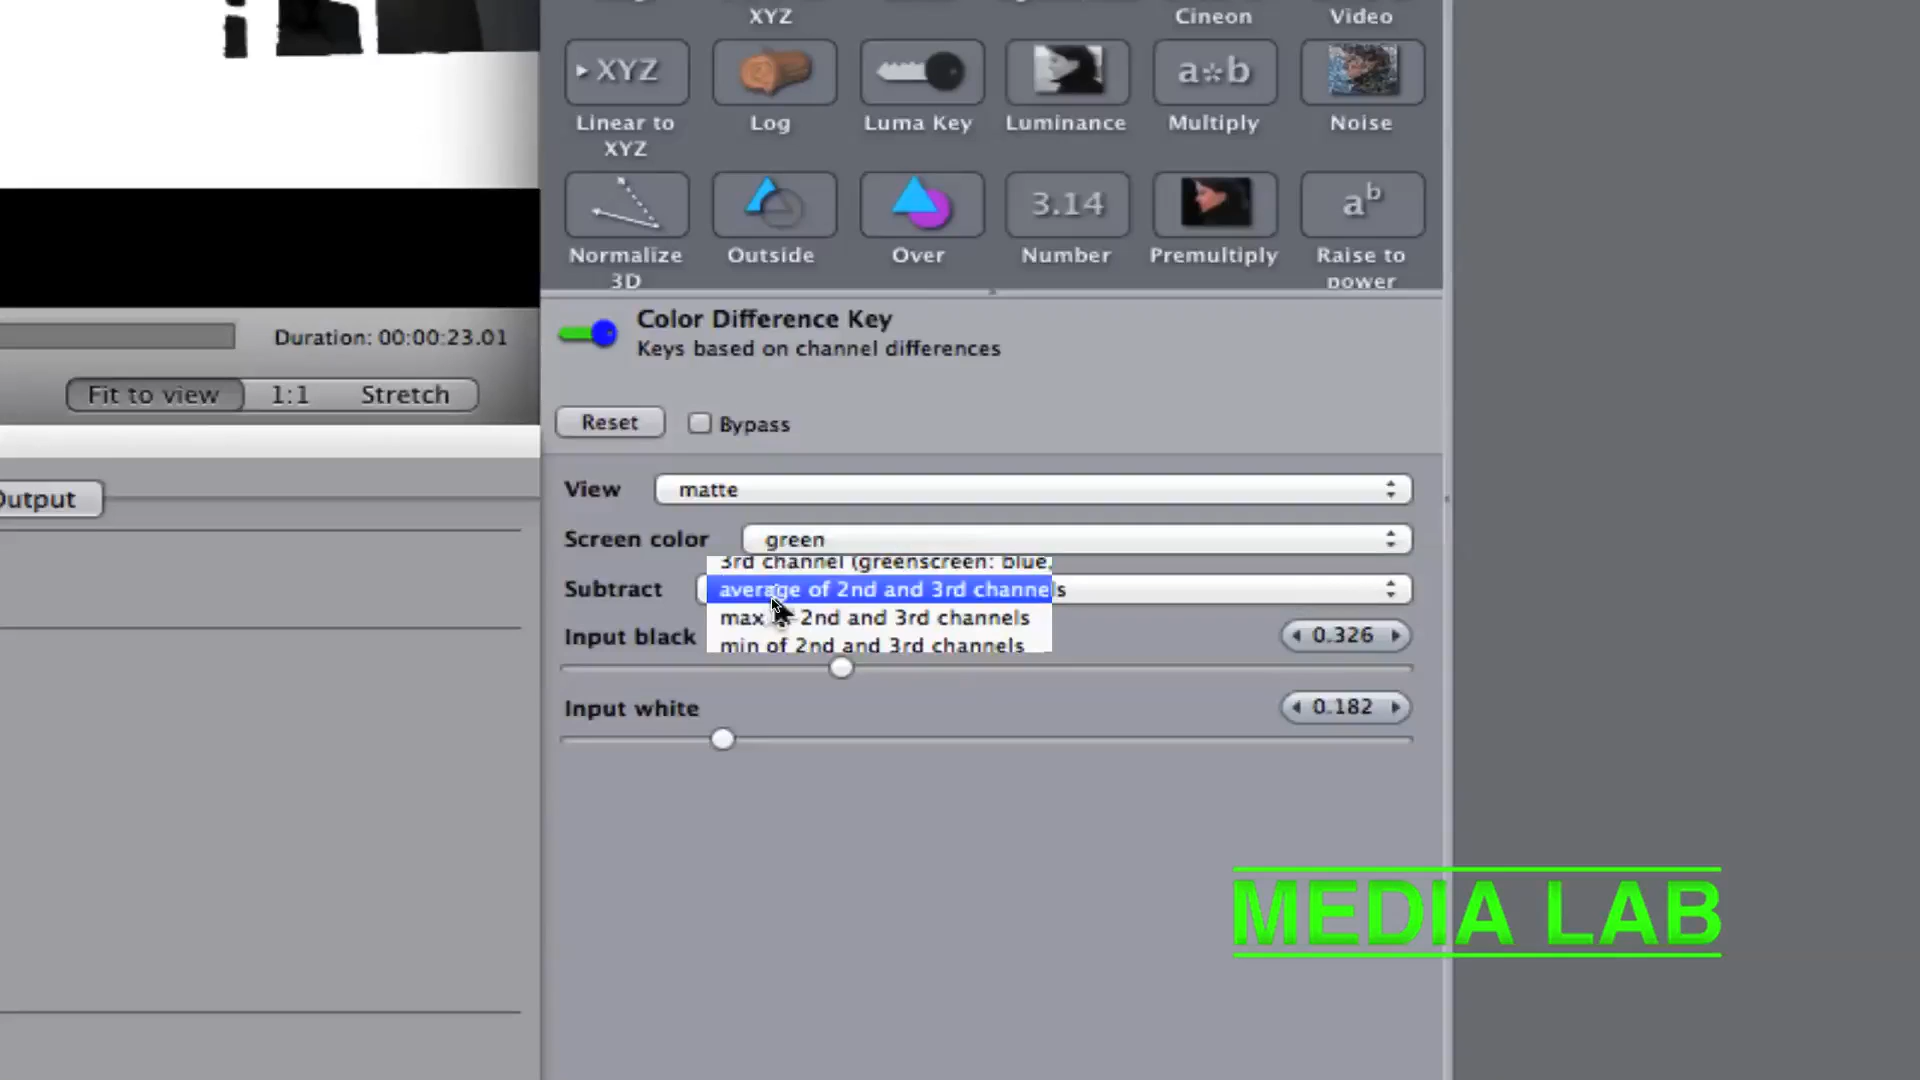 XYZ
Cineon
Video
XYZ
a*b
Linear to
XYZ
Log
Luma Key
Luminance
Multiply
Noise
3.14
ab
Normalize
3D
Outside
Over
Number
Premultiply
Raise to
power
Color Difference Key
Keys based on channel differences
Duration: 00:00:23.01
Fit to view
1:1
Stretch
Reset
Bypass
Output
View
matte
Screen color
green
3rd channel (greenscreen: blue,
Subtract
average of 2nd and 3rd channels
max 2nd and 3rd channels
min of 2nd and 3rd channels
Input black
0.326
Input white
0.182
MEDIA LAB